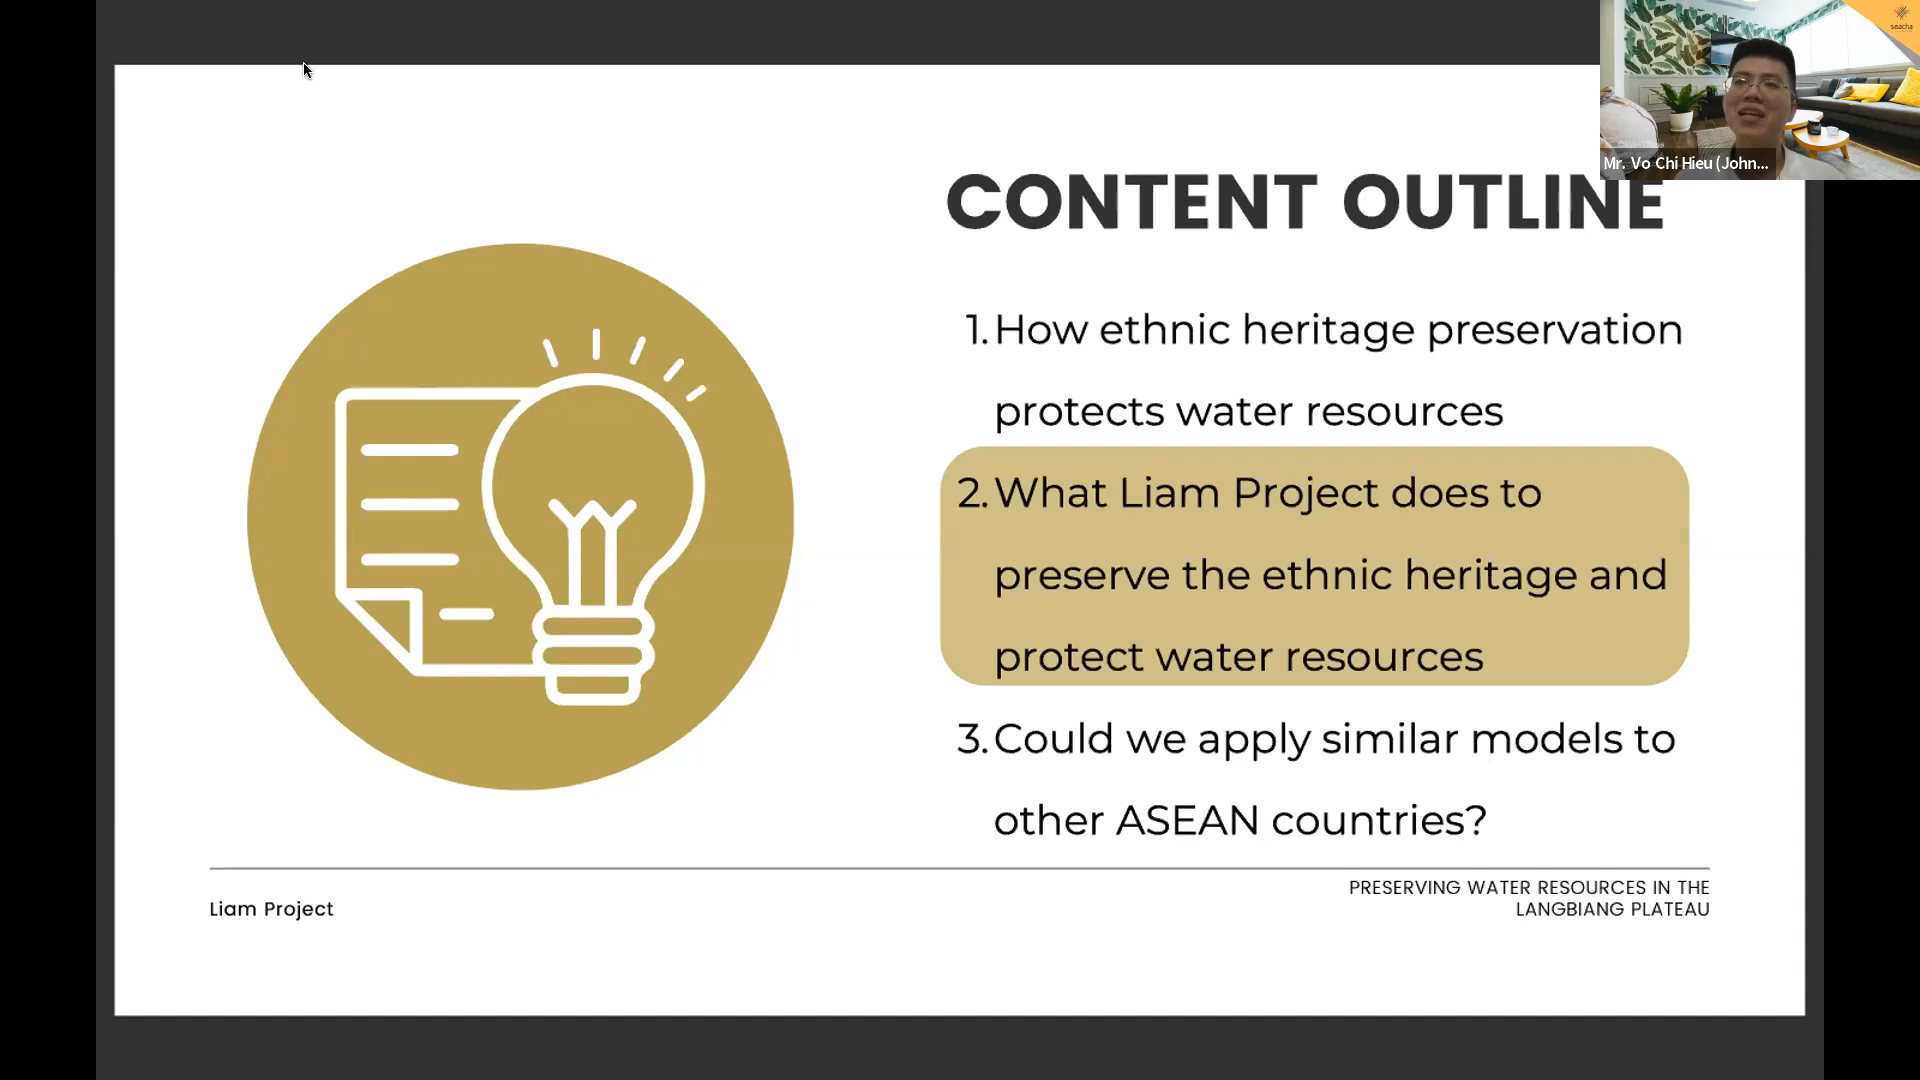 seacha
Mr. Vo Chi Hieu (John...
CONTENT OUTLINE
1. How ethnic heritage preservation
protects water resources
2. What Liam Project does to
preserve the ethnic heritage and
protect water resources
3. Could we apply similar models to
other ASEAN countries?
Liam Project
PRESERVING WATER RESOURCES IN THE
LANGBIANG PLATEAU